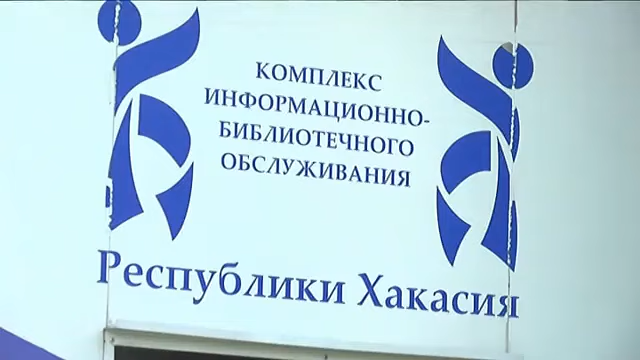 КОМПЛЕКС
ИНФОРМАЦИОННО-
БИБЛИОТЕЧНОГО
ОБСЛУЖИВАНИЯ
Республики Хакасия